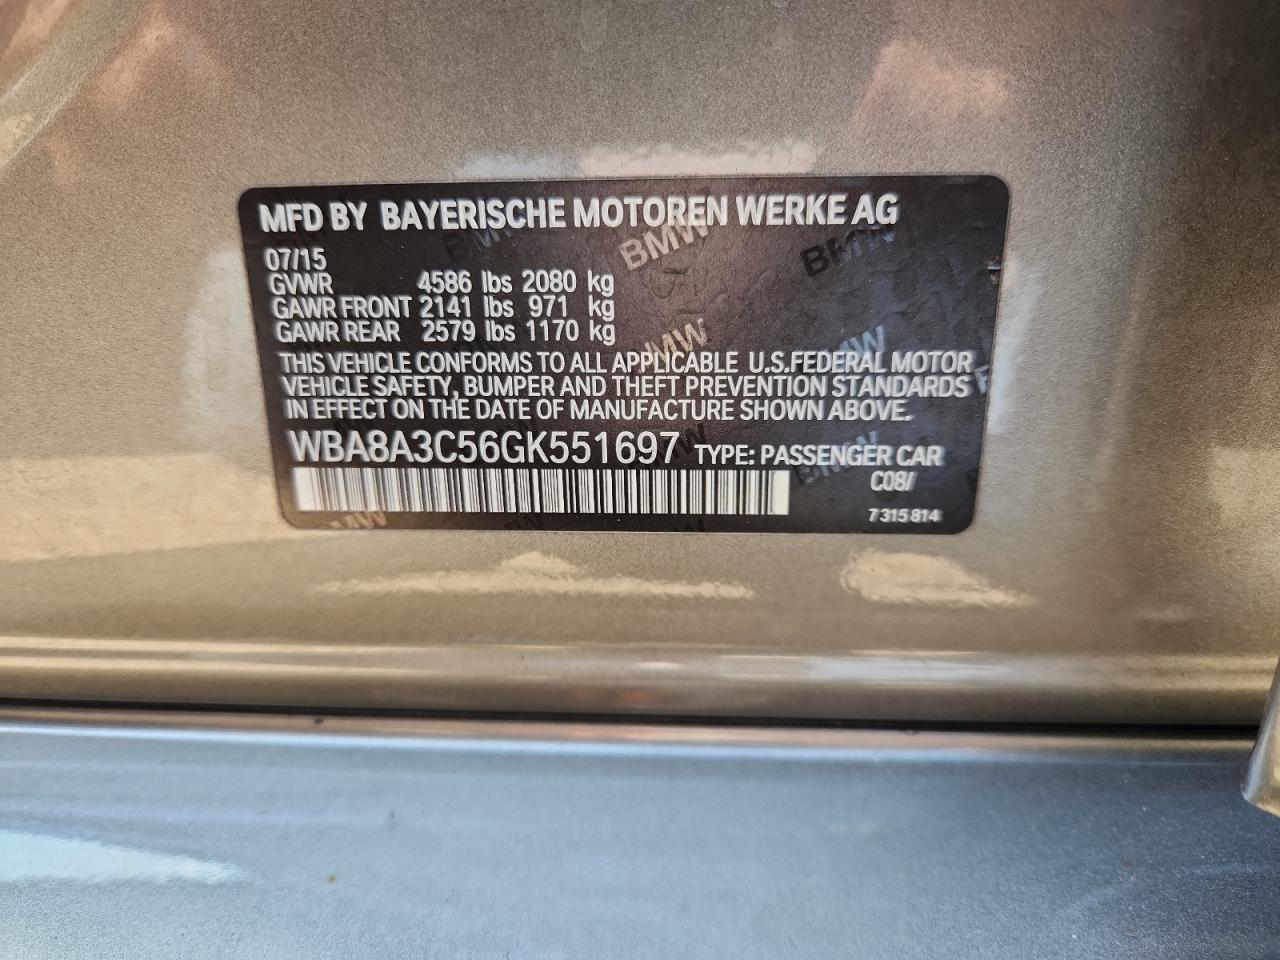 MFD BY BAYERISCHE MOTOREN WERKE AG
07/15
GVWR 4586 lbs 2080 kg
GAWR FRONT 2141 lbs 971 kg
GAWR REAR 2579 lbs 1170 kg
THIS VEHICLE CONFORMS TO ALL APPLICABLE U.S.FEDERAL MOTOR
VEHICLE SAFETY, BUMPER AND THEFT PREVENTION STANDARDS
IN EFFECT ON THE DATE OF MANUFACTURE SHOWN ABOVE.
WBA8A3C56GK551697 TYPE: PASSENGER CAR
C08/
7 315 814